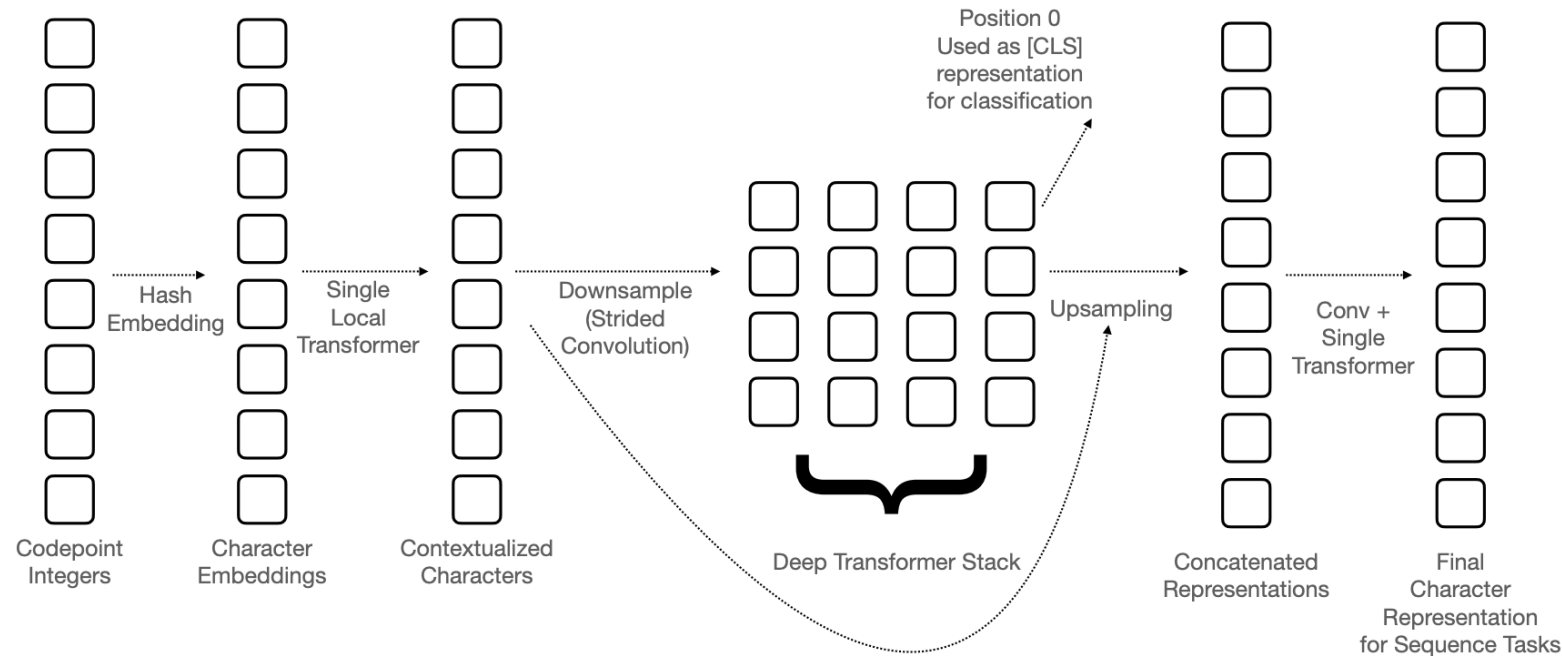 Position 0
Used as [CLS]
representation
for classification
Hash
Embedding
Single
Local
Transformer
Downsample
(Strided
Convolution)
Upsampling
Conv +
Single
Transformer
Codepoint
Integers
Character
Embeddings
Contextualized
Characters
Deep Transformer Stack
Concatenated
Representations
Final
Character
Representation
for Sequence Tasks